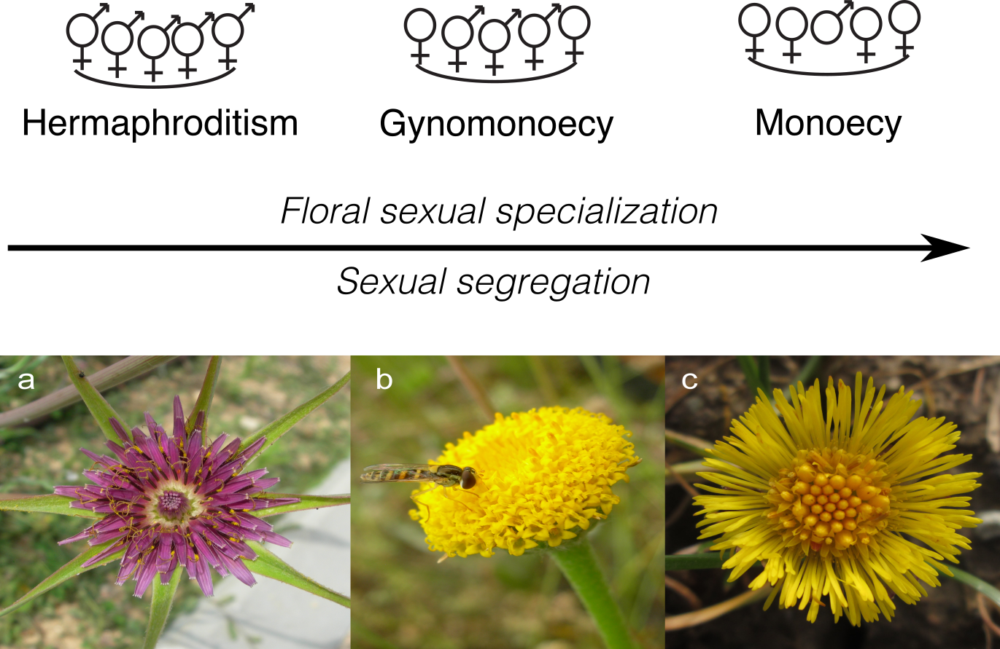 Hermaphroditism Gynomonoecy Monoecy
Floral sexual specialization
Sexual segregation
a b c